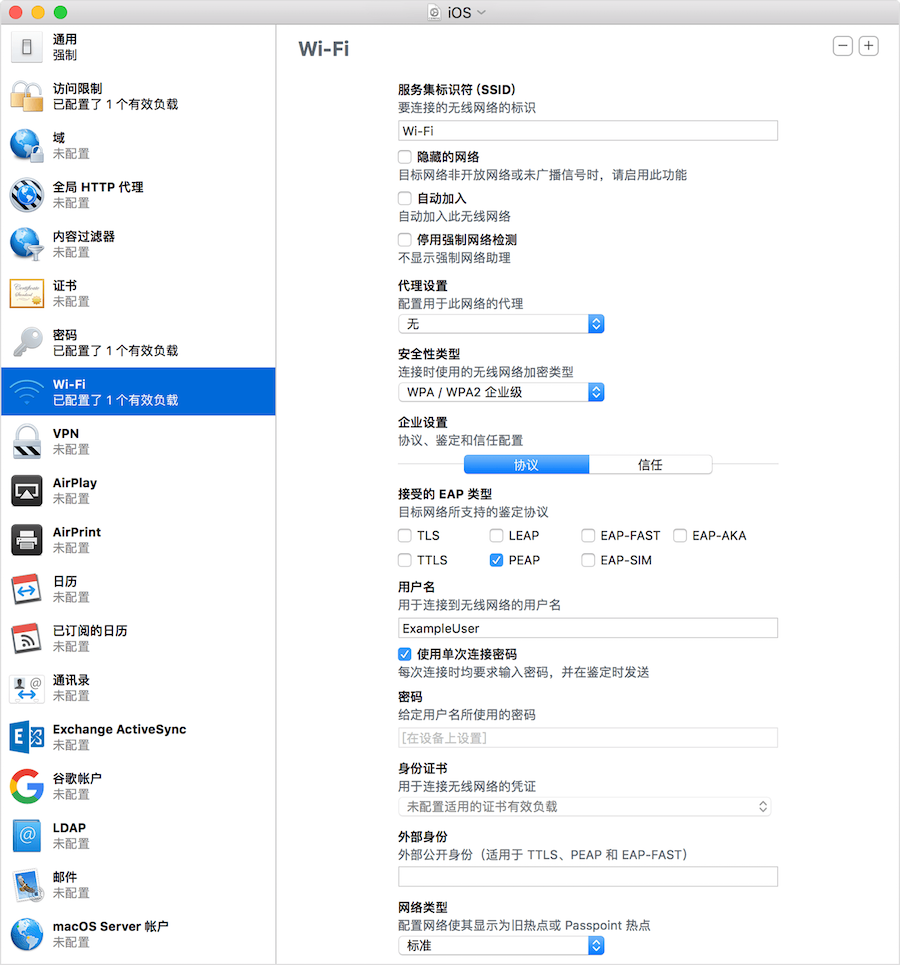 iOS
通用
强制
访问限制
已配置了 1 个有效负载
域
未配置
全局 HTTP 代理
未配置
内容过滤器
未配置
证书
未配置
密码
已配置了 1 个有效负载
Wi-Fi
已配置了 1 个有效负载
VPN
未配置
AirPlay
未配置
AirPrint
未配置
日历
未配置
已订阅的日历
未配置
通讯录
未配置
Exchange ActiveSync
未配置
谷歌帐户
未配置
LDAP
未配置
邮件
未配置
macOS Server 帐户
未配置
Wi-Fi
服务集标识符 (SSID)
要连接的无线网络的标识
Wi-Fi
隐藏的网络
目标网络非开放网络或未广播信号时，请启用此功能
自动加入
自动加入此无线网络
停用强制网络检测
不显示强制网络助理
代理设置
配置用于此网络的代理
无
安全性类型
连接时使用的无线网络加密类型
WPA / WPA2 企业级
企业设置
协议、鉴定和信任配置
协议 信任
接受的 EAP 类型
目标网络所支持的鉴定协议
TLS LEAP EAP-FAST EAP-AKA
TTLS PEAP EAP-SIM
用户名
用于连接到无线网络的用户名
ExampleUser
使用单次连接密码
每次连接时均要求输入密码，并在鉴定时发送
密码
给定用户名所使用的密码
[在设备上设置]
身份证书
用于连接无线网络的凭证
未配置适用的证书有效负载
外部身份
外部公开身份（适用于 TTLS、PEAP 和 EAP-FAST）
网络类型
配置网络使其显示为旧热点或 Passpoint 热点
标准